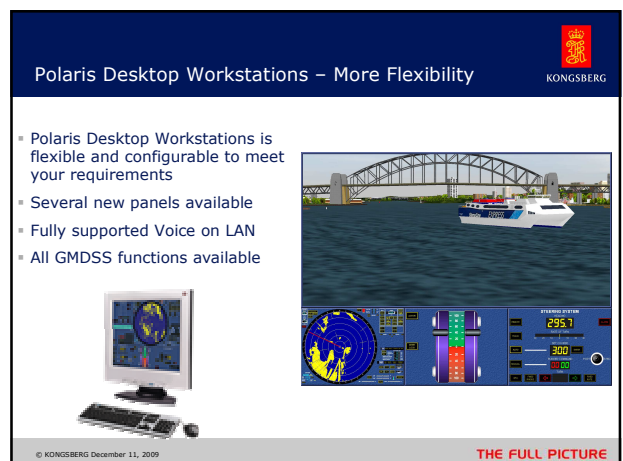 Polaris Desktop Workstations – More Flexibility
KONGSBERG
Polaris Desktop Workstations is
flexible and configurable to meet
your requirements
Several new panels available
Fully supported Voice on LAN
All GMDSS functions available
STEERING SYSTEM
295.7
300
© KONGSBERG December 11, 2009
THE FULL PICTURE